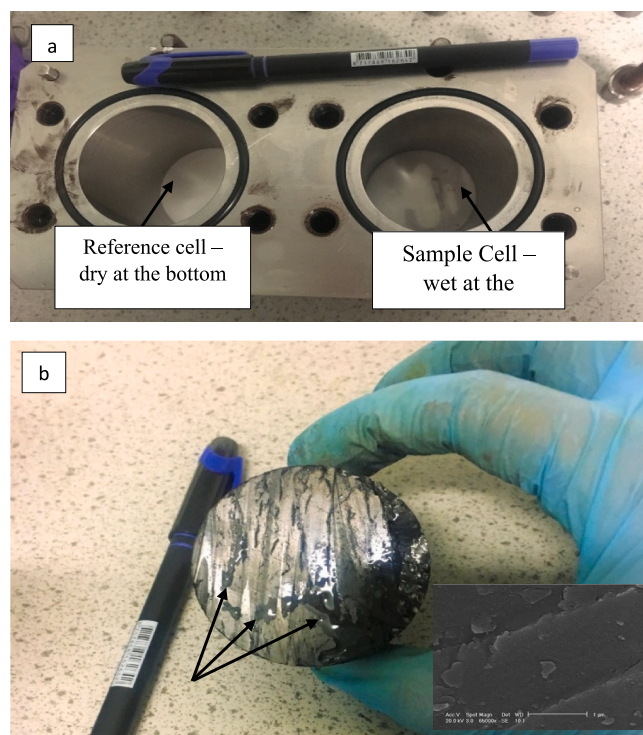 a
Reference cell –
dry at the bottom
Sample Cell –
wet at the
b
Acc V Spot Magn Det WD
20.0 kV 3.0 65000x SE 10.1
1 µm